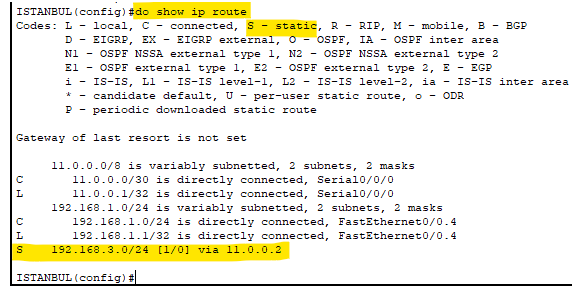 ISTANBUL(config)#do show ip route
Codes: L - local, C - connected, S - static, R - RIP, M - mobile, B - BGP
D - EIGRP, EX - EIGRP external, O - OSPF, IA - OSPF inter area
N1 - OSPF NSSA external type 1, N2 - OSPF NSSA external type 2
E1 - OSPF external type 1, E2 - OSPF external type 2, E - EGP
i - IS-IS, L1 - IS-IS level-1, L2 - IS-IS level-2, ia - IS-IS inter area
* - candidate default, U - per-user static route, o - ODR
P - periodic downloaded static route
Gateway of last resort is not set
11.0.0.0/8 is variably subnetted, 2 subnets, 2 masks
C 11.0.0.0/30 is directly connected, Serial0/0/0
L 11.0.0.1/32 is directly connected, Serial0/0/0
192.168.1.0/24 is variably subnetted, 2 subnets, 2 masks
C 192.168.1.0/24 is directly connected, FastEthernet0/0.4
L 192.168.1.1/32 is directly connected, FastEthernet0/0.4
S 192.168.3.0/24 [1/0] via 11.0.0.2
ISTANBUL(config)#